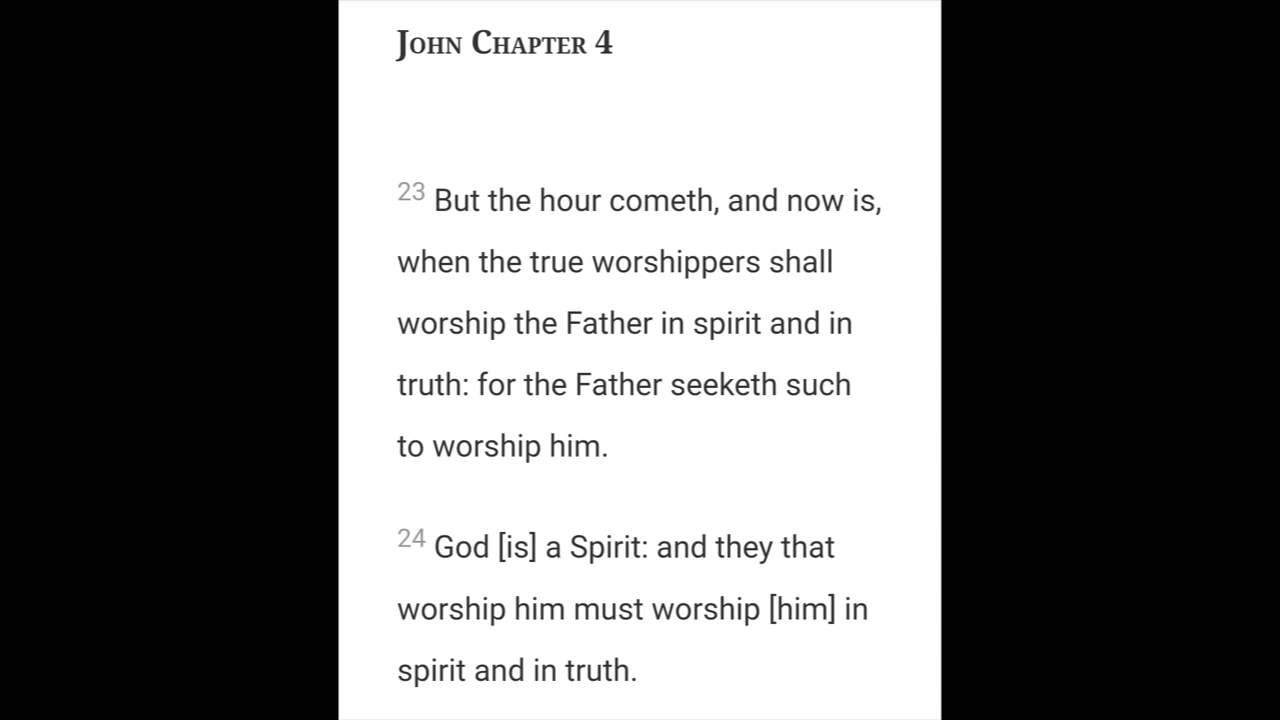 John Chapter 4
23 But the hour cometh, and now is,
when the true worshippers shall
worship the Father in spirit and in
truth: for the Father seeketh such
to worship him.
24 God [is] a Spirit: and they that
worship him must worship [him] in
spirit and in truth.